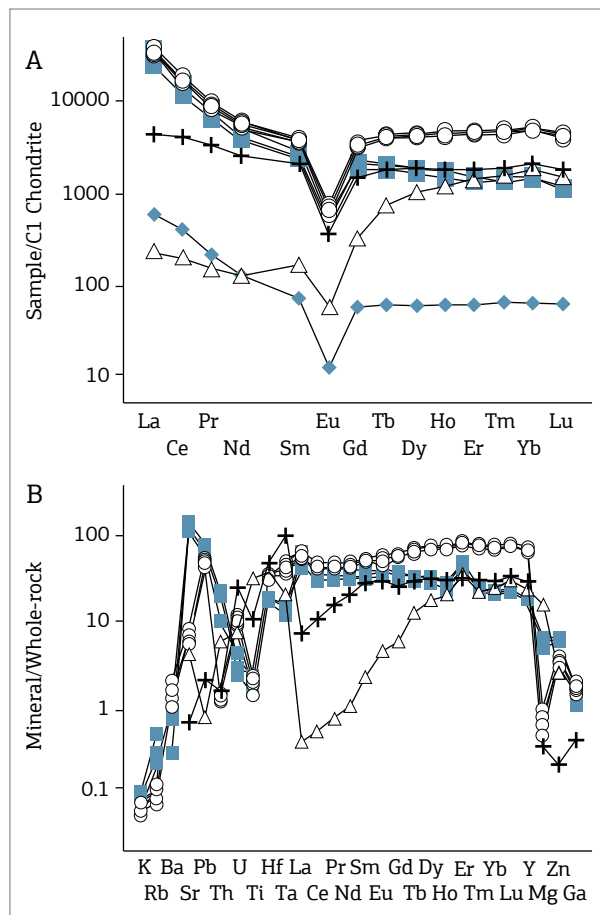 A
Sample/C1 Chondrite
10000
1000
100
10
La Pr Eu Tb Ho Tm Lu
Ce Nd Sm Gd Dy Er Yb
B
Mineral/Whole-rock
100
10
1
0.1
K Ba Pb U Hf La Pr Sm Gd Dy Er Yb Y Zn
Rb Sr Th Ti Ta Ce Nd Eu Tb Ho Tm Lu Mg Ga